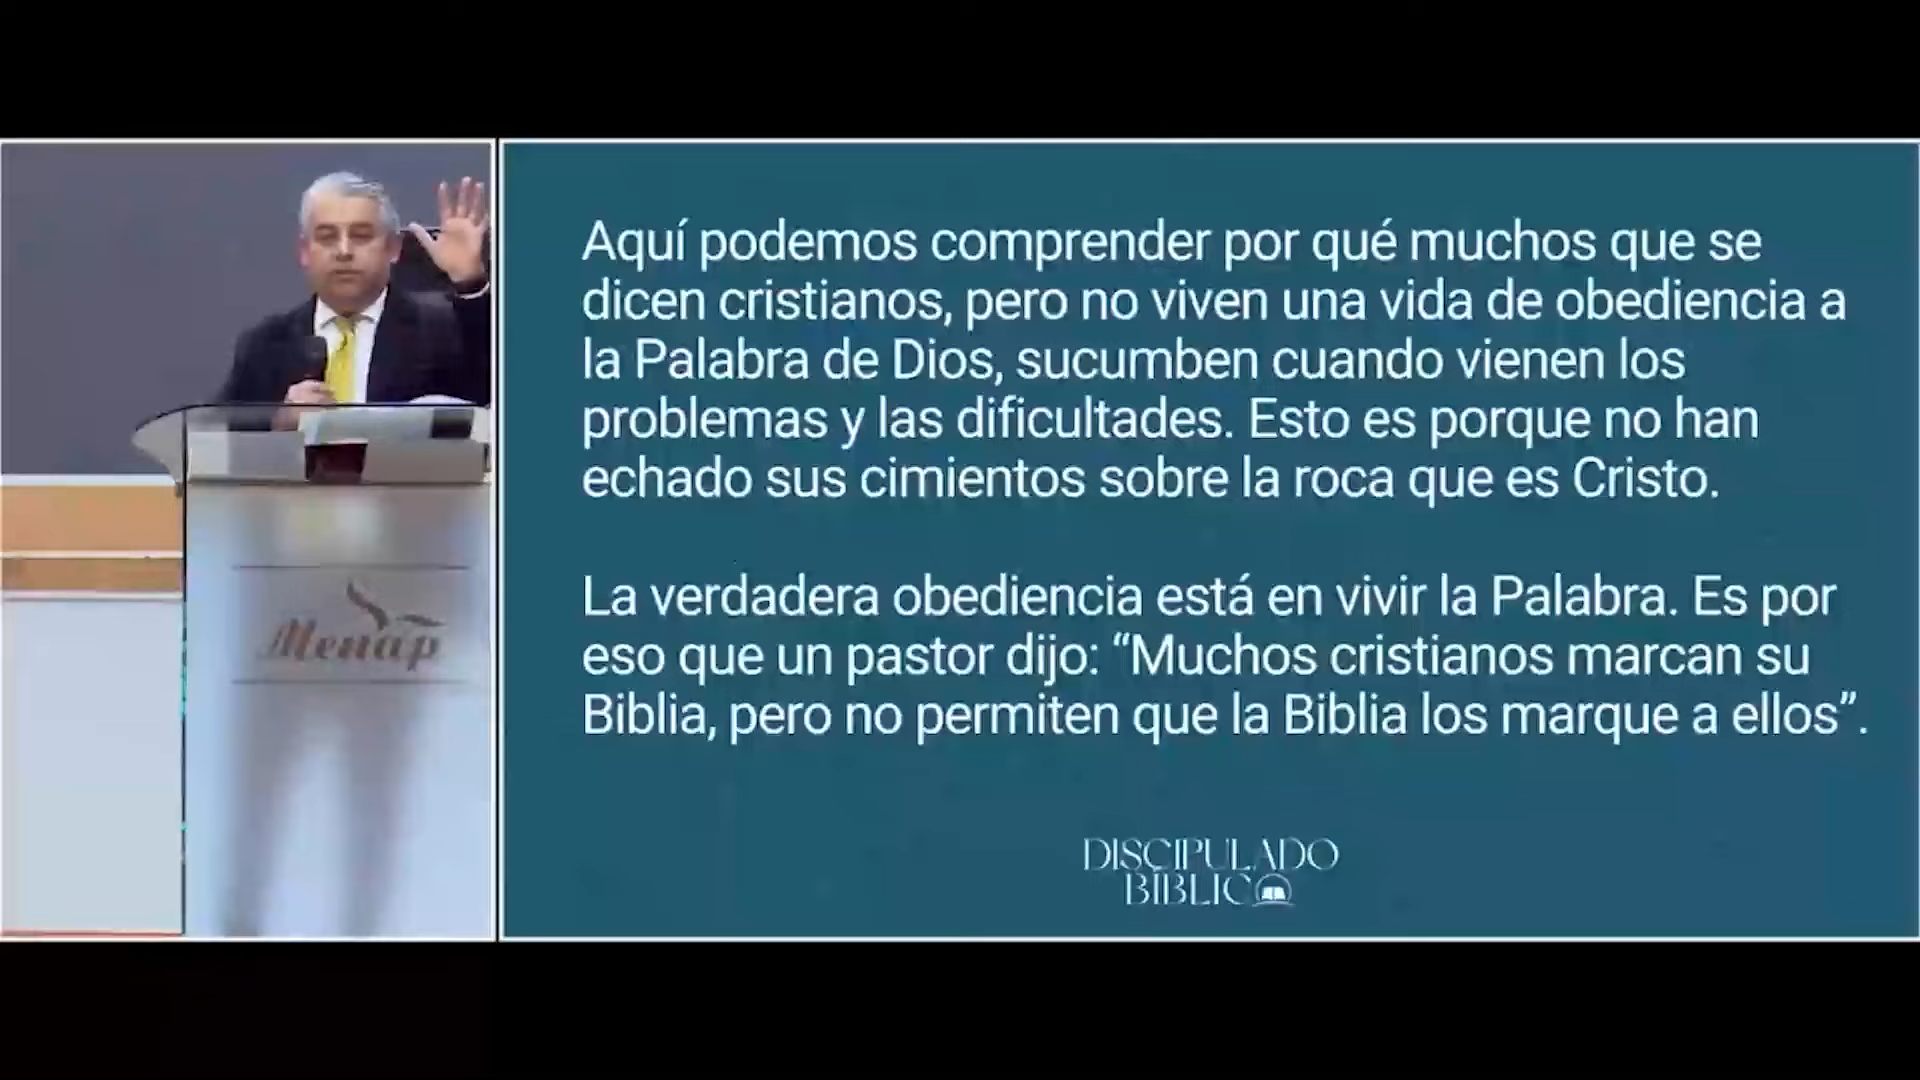 Aquí podemos comprender por qué muchos que se
dicen cristianos, pero no viven una vida de obediencia a
la Palabra de Dios, sucumben cuando vienen los
problemas y las dificultades. Esto es porque no han
echado sus cimientos sobre la roca que es Cristo.
La verdadera obediencia está en vivir la Palabra. Es por
eso que un pastor dijo: “Muchos cristianos marcan su
Biblia, pero no permiten que la Biblia los marque a ellos”.
DISCIPULADO
BÍBLICO
Menap